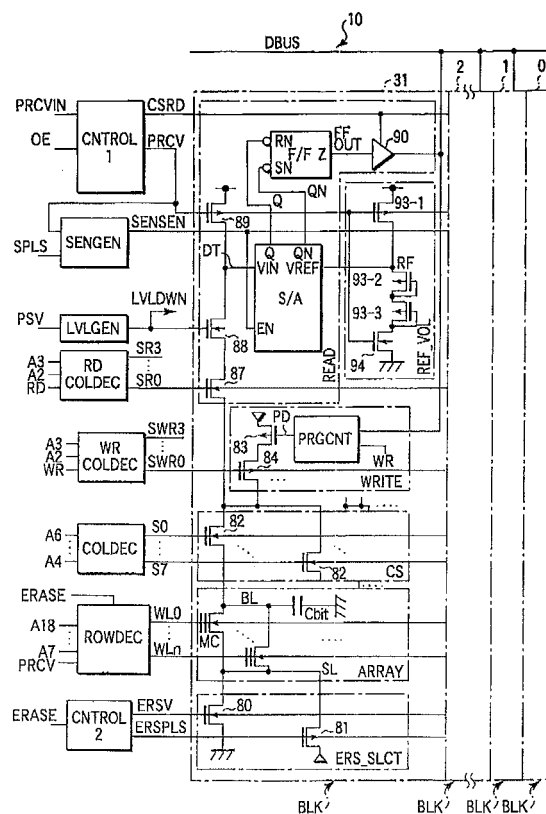 10
DBUS
31
2
1
0
PRCVIN
CSRD
OE
CNTROL
1
PRCV
RN
SN
F/F Z
FF
OUT
90
Q
QN
93-1
89
SENSEN
SENGEN
SPLS
DT
Q
QN
VIN
VREF
S/A
EN
RF
93-2
93-3
94
REF_VOL
LVLDWN
PSV
LVLGEN
88
READ
A3
A2
RD
RD
COLDEC
SR3
SR0
87
PD
83
PRGCNT
84
WR
WRITE
A3
A2
WR
WR
COLDEC
SWR3
SWR0
82
A6
A4
COLDEC
S0
S7
82
CS
ERASE
BL
Cbit
A18
A7
PRCV
ROWDEC
WL0
WLn
MC
SL
ARRAY
ERASE
CNTROL
2
ERSV
ERSPLS
80
81
ERS_SLCT
BLK
BLK
BLK
BLK